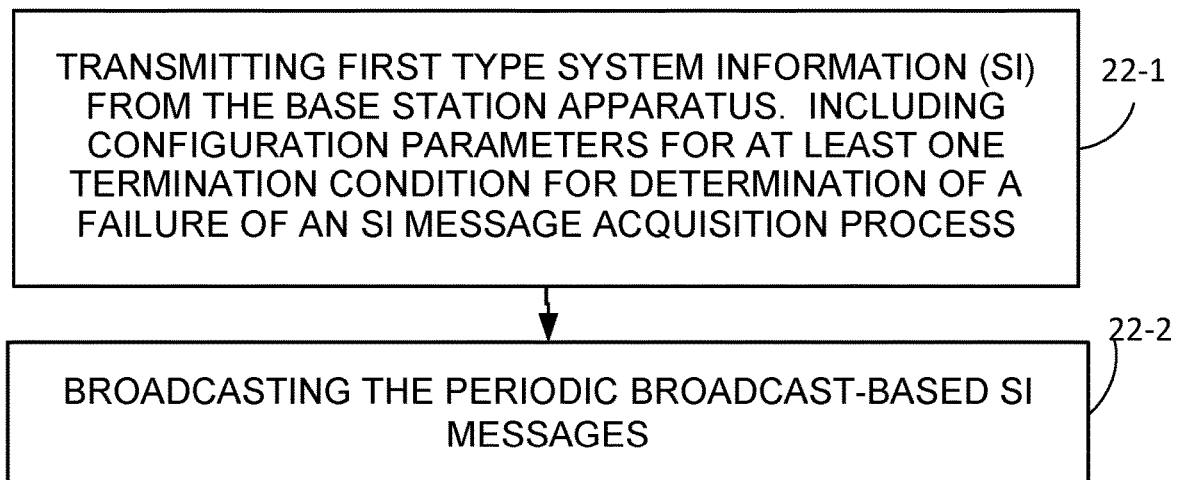 TRANSMITTING FIRST TYPE SYSTEM INFORMATION (SI)
FROM THE BASE STATION APPARATUS. INCLUDING
CONFIGURATION PARAMETERS FOR AT LEAST ONE
TERMINATION CONDITION FOR DETERMINATION OF A
FAILURE OF AN SI MESSAGE ACQUISITION PROCESS
22-1
22-2
BROADCASTING THE PERIODIC BROADCAST-BASED SI
MESSAGES